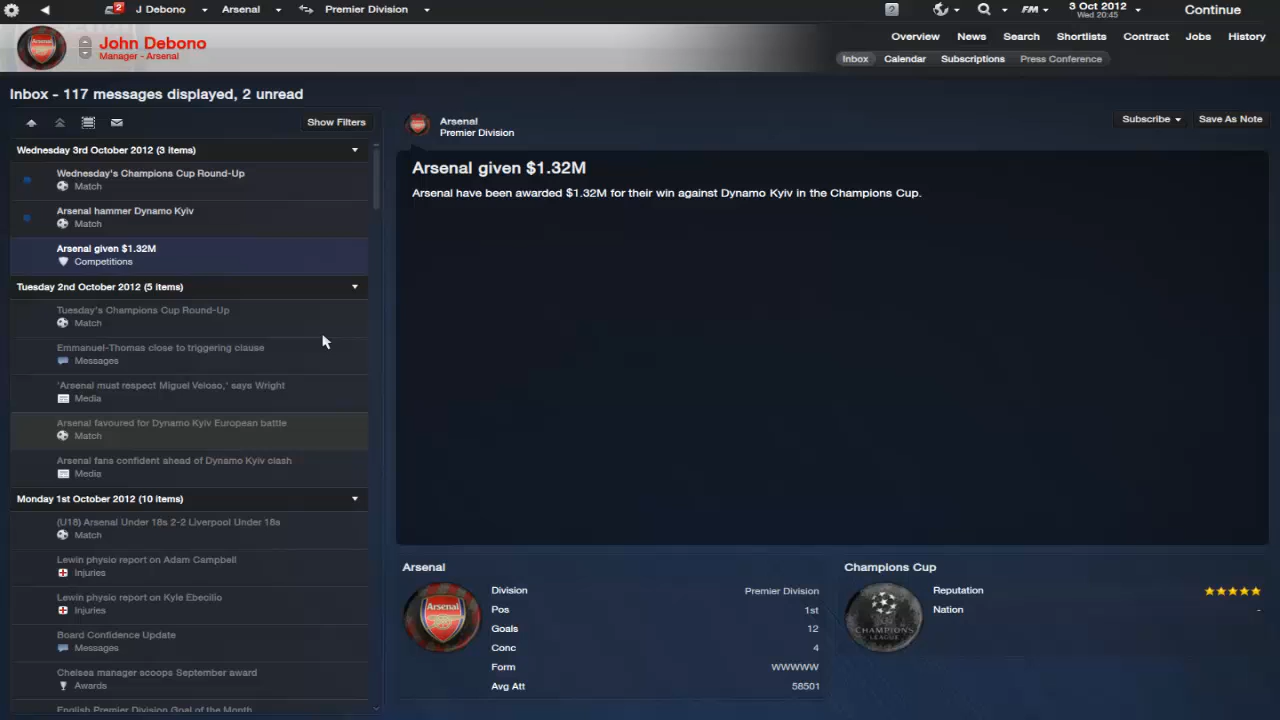 2
J Debono
Arsenal
Premier Division
?
FM
3 Oct 2012
Wed 20:45
Continue
John Debono
Manager - Arsenal
Overview
News
Search
Shortlists
Contract
Jobs
History
Inbox
Calendar
Subscriptions
Press Conference
Inbox - 117 messages displayed, 2 unread
Show Filters
Wednesday 3rd October 2012 (3 items)
Wednesday's Champions Cup Round-Up
Match
Arsenal hammer Dynamo Kyiv
Match
Arsenal given $1.32M
Competitions
Tuesday 2nd October 2012 (5 items)
Tuesday's Champions Cup Round-Up
Match
Emmanuel-Thomas close to triggering clause
Messages
'Arsenal must respect Miguel Veloso,' says Wright
Media
Arsenal favoured for Dynamo Kyiv European battle
Match
Arsenal fans confident ahead of Dynamo Kyiv clash
Media
Monday 1st October 2012 (10 items)
(U18) Arsenal Under 18s 2-2 Liverpool Under 18s
Match
Lewin physio report on Adam Campbell
Injuries
Lewin physio report on Kyle Ebecilio
Injuries
Board Confidence Update
Messages
Chelsea manager scoops September award
Awards
English Premier Division Goal of the Month
Arsenal
Premier Division
Subscribe
Save As Note
Arsenal given $1.32M
Arsenal have been awarded $1.32M for their win against Dynamo Kyiv in the Champions Cup.
Arsenal
Arsenal
Division Premier Division
Pos 1st
Goals 12
Conc 4
Form WWWWW
Avg Att 58501
Champions Cup
CHAMPIONS
LEAGUE
Reputation
Nation -